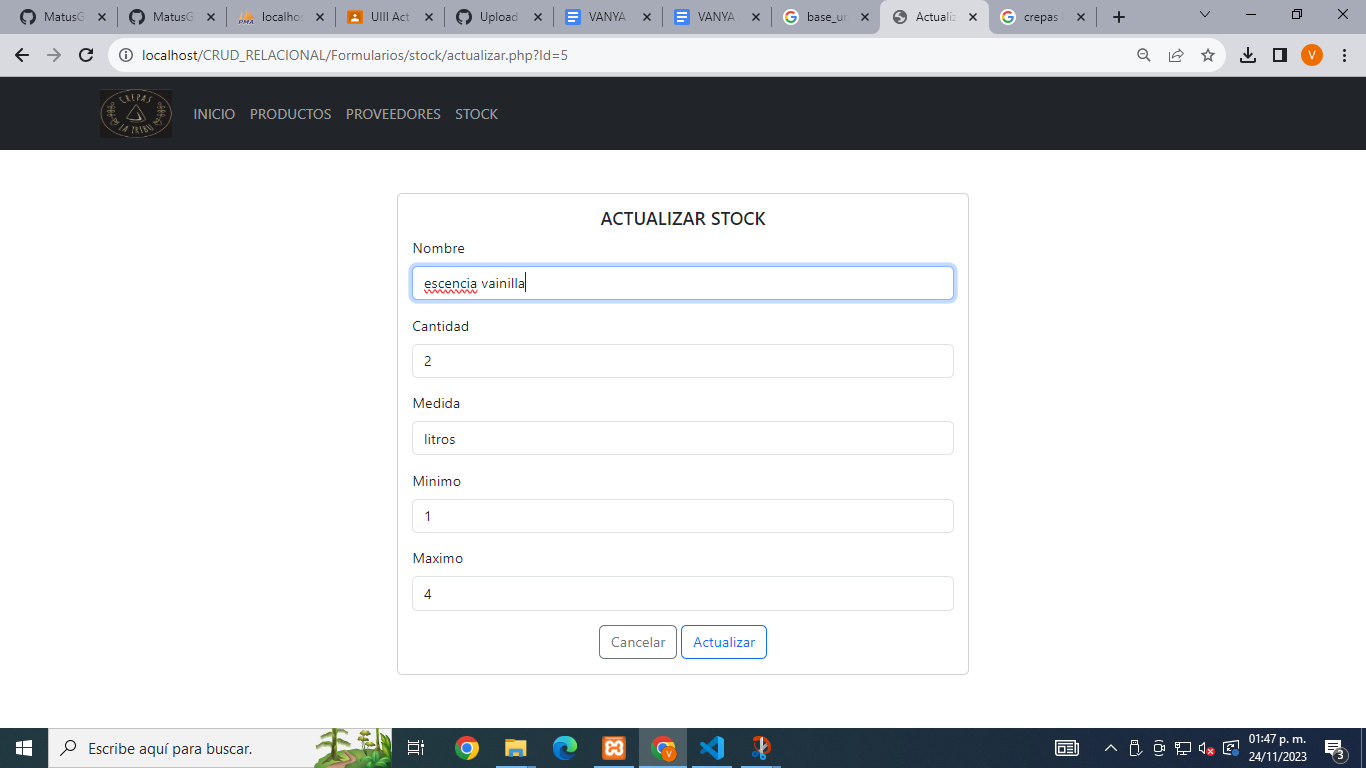 MatusG
MatusG
localhos
UIII Act
Upload
VANYA
VANYA
base_ur
Actualiz
crepas
localhost/CRUD_RELACIONAL/Formularios/stock/actualizar.php?Id=5
V
CREPAS
LA TRIBU
INICIO PRODUCTOS PROVEEDORES STOCK
ACTUALIZAR STOCK
Nombre
escencia vainilla
Cantidad
2
Medida
litros
Minimo
1
Maximo
4
Cancelar Actualizar
Escribe aquí para buscar.
V
01:47 p. m.
24/11/2023
3